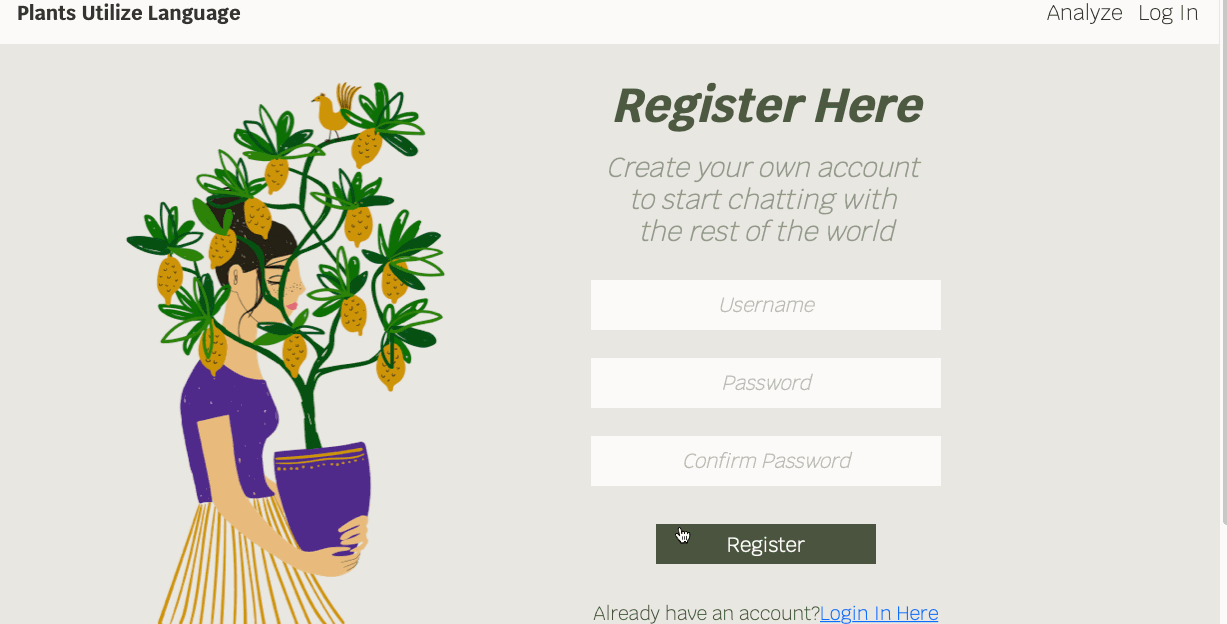 Plants Utilize Language
Analyze Log In
Register Here
Create your own account
to start chatting with
the rest of the world
Username
Password
Confirm Password
Register
Already have an account?Login In Here